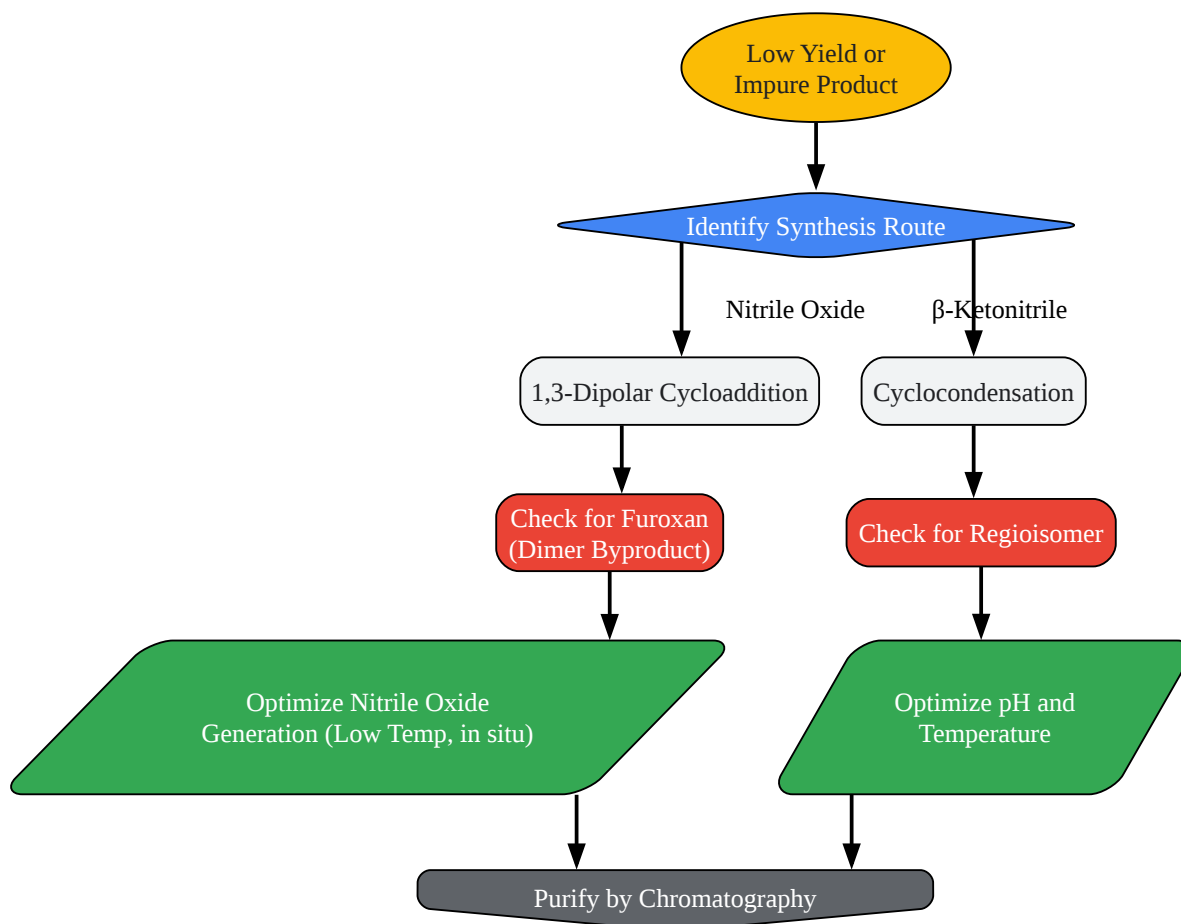 Low Yield or
Impure Product
Identify Synthesis Route
Nitrile Oxide
β-Ketonitrile
1,3-Dipolar Cycloaddition
Cyclocondensation
Check for Furoxan
(Dimer Byproduct)
Check for Regioisomer
Optimize Nitrile Oxide
Generation (Low Temp, in situ)
Optimize pH and
Temperature
Purify by Chromatography